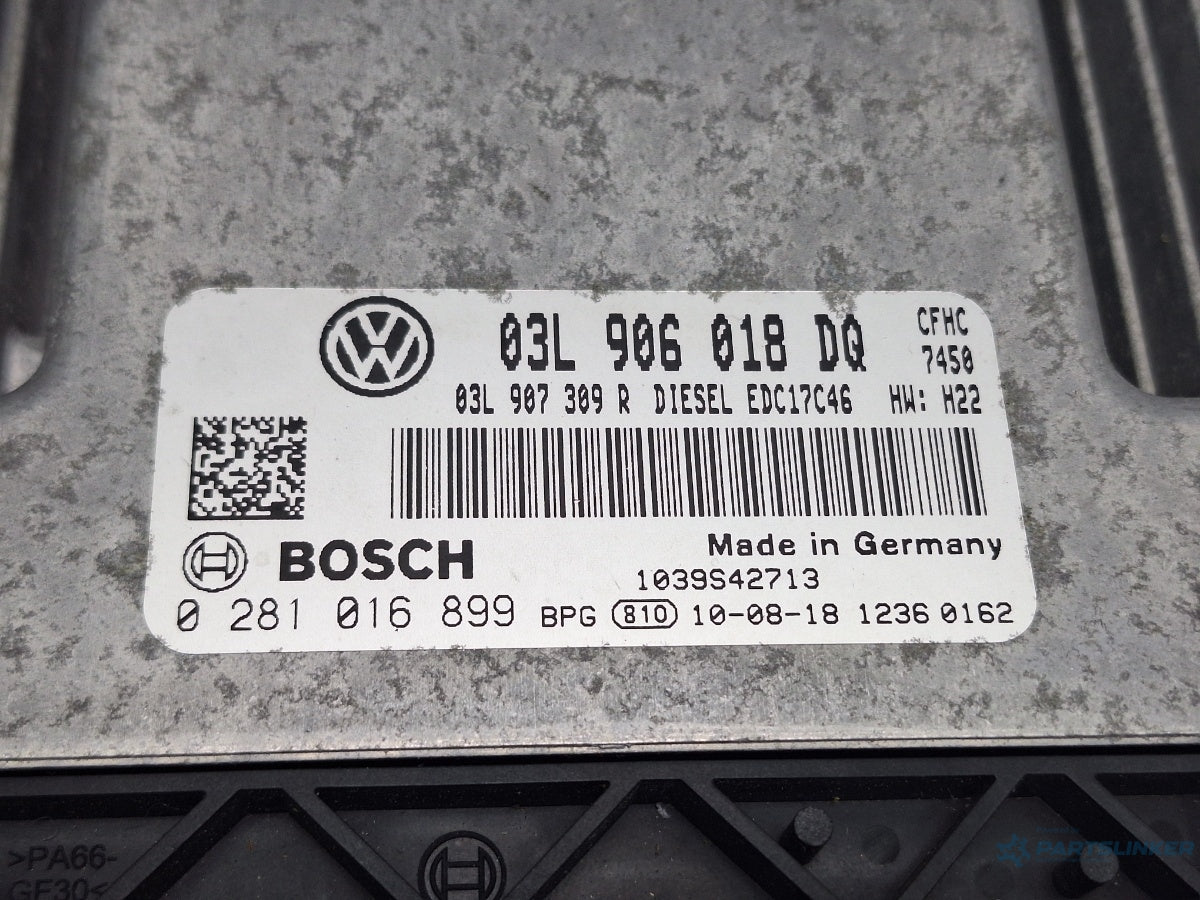 03L 906 018 DQ
CFHC
7450
03L 907 309 R DIESEL EDC17C46 HW: H22
BOSCH
Made in Germany
1039S42713
0 281 016 899 BPG 810 10-08-18 1236 0162
>PA66-
GF30<
PARTSLINKER